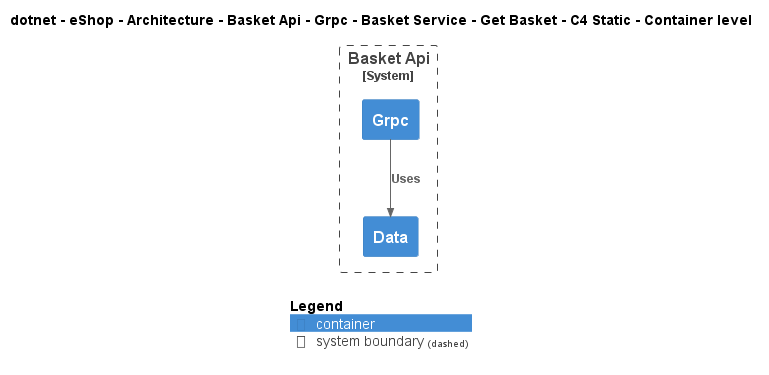 dotnet - eShop - Architecture - Basket Api - Grpc - Basket Service - Get Basket - C4 Static - Container level
Basket Api
[System]
Grpc
Uses
Data
Legend
container
system boundary (dashed)